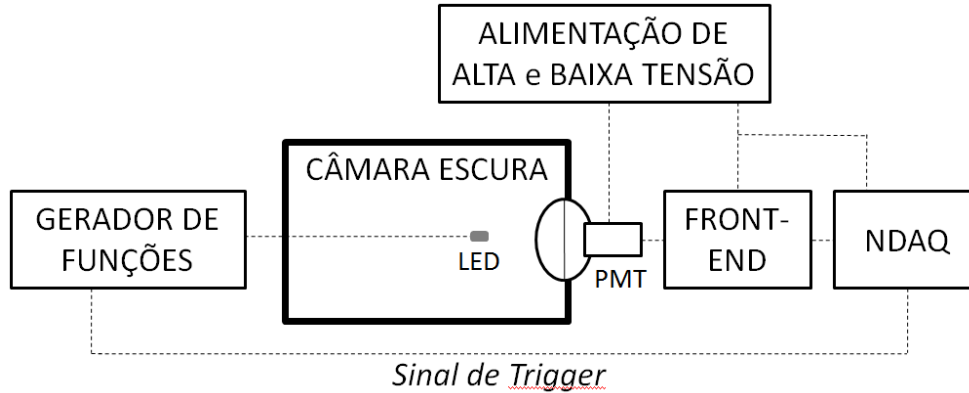 ALIMENTAÇÃO DE
ALTA e BAIXA TENSÃO
CÂMARA ESCURA
GERADOR DE
FUNÇÕES
LED
PMT
FRONT-
END
NDAQ
Sinal de Trigger